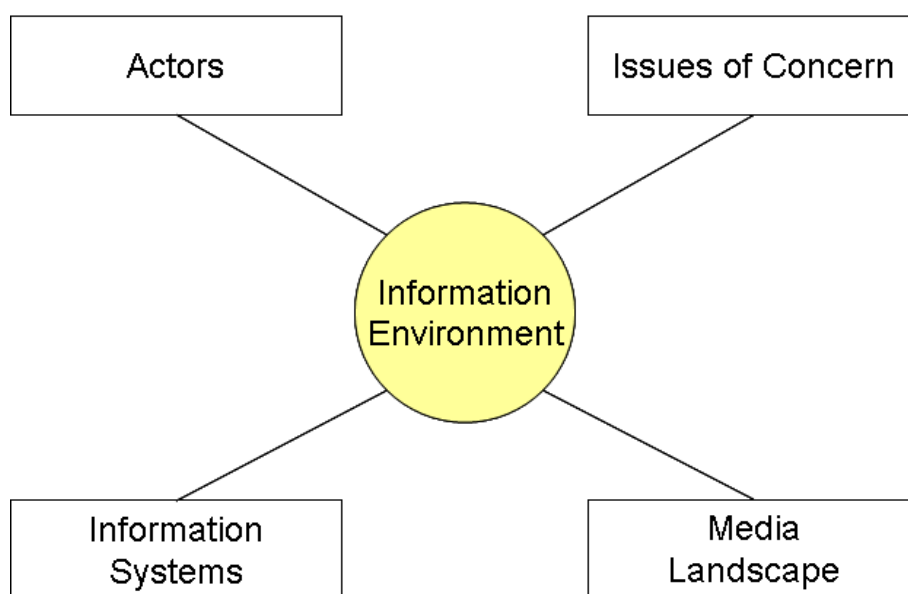 Actors
Issues of Concern
Information
Environment
Information
Systems
Media
Landscape